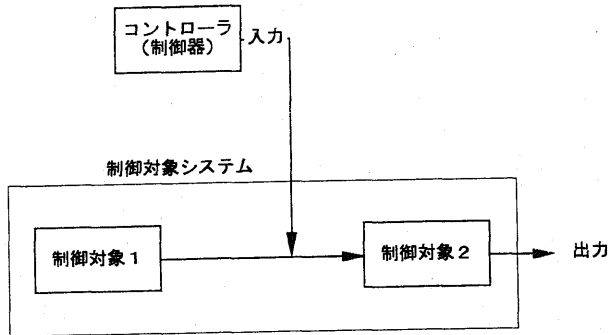 コントローラ
(制御器)
入力
制御対象システム
制御対象1
制御対象2
出力